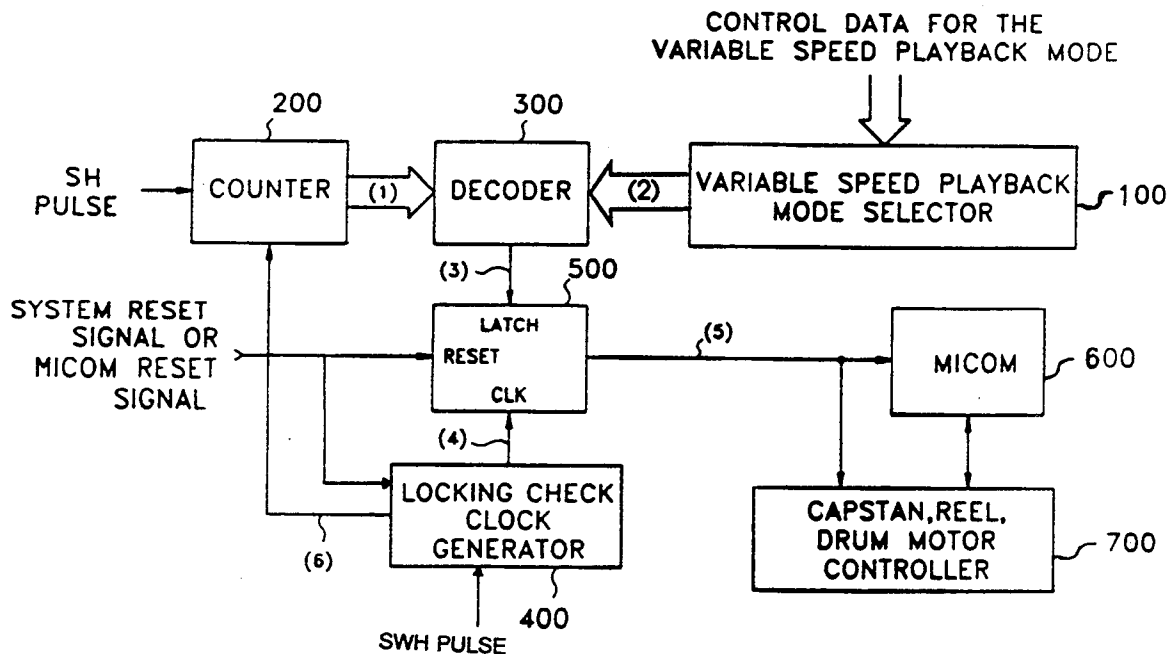 CONTROL DATA FOR THE
VARIABLE SPEED PLAYBACK MODE
200
300
SH
PULSE
COUNTER
(1)
DECODER
(2)
VARIABLE SPEED PLAYBACK
MODE SELECTOR
100
(3)
500
SYSTEM RESET
SIGNAL OR
MICOM RESET
SIGNAL
LATCH
RESET
CLK
(5)
MICOM
600
(4)
LOCKING CHECK
CLOCK
GENERATOR
(6)
CAPSTAN,REEL,
DRUM MOTOR
CONTROLLER
700
400
SWH PULSE